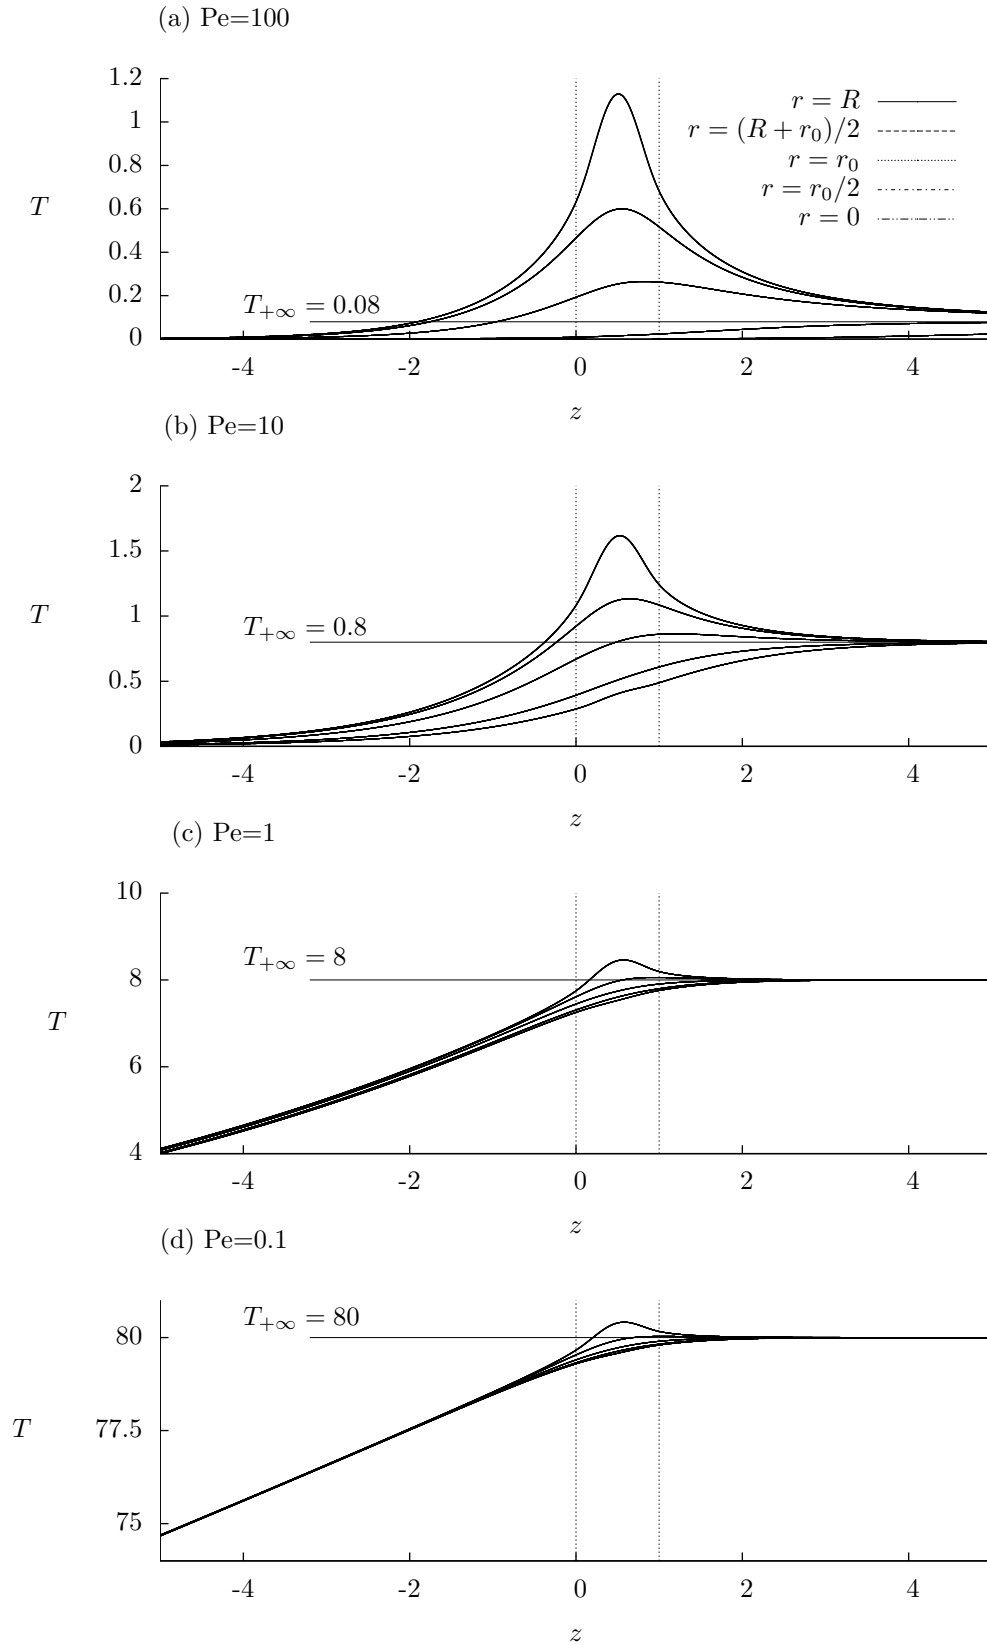 (a) Pe=100
1.2
1
0.8
0.6
0.4
0.2
0
T
r = R
r = (R + r₀)/2
r = r₀
r = r₀/2
r = 0
T₊∞ = 0.08
-4 -2 0 2 4
z
(b) Pe=10
2
1.5
1
0.5
0
T
T₊∞ = 0.8
-4 -2 0 2 4
z
(c) Pe=1
10
8
6
4
T
T₊∞ = 8
-4 -2 0 2 4
z
(d) Pe=0.1
80
77.5
75
T
T₊∞ = 80
-4 -2 0 2 4
z